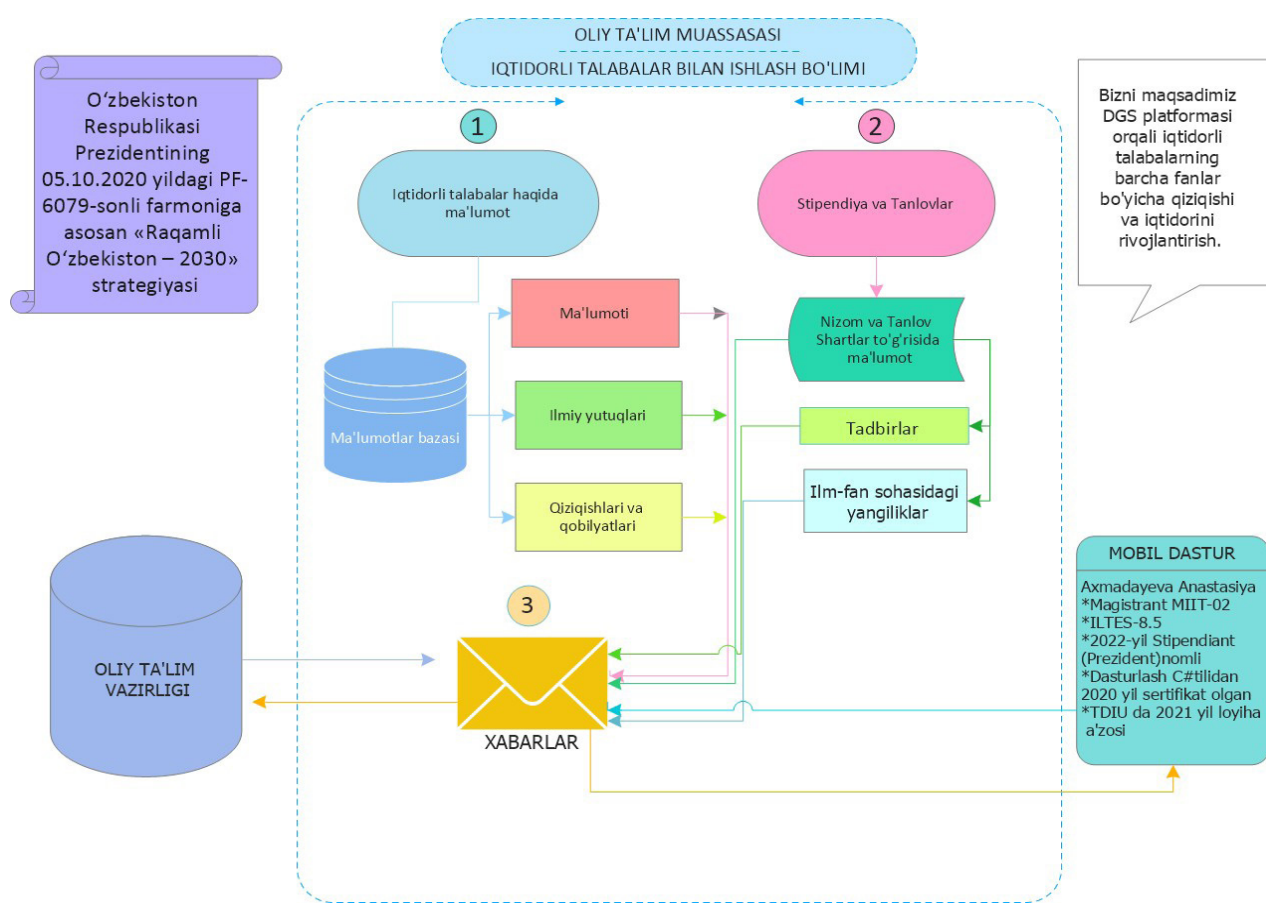 OLIY TA'LIM MUASSASASI
IQTIDORLI TALABALAR BILAN ISHLASH BO'LIMI
O‘zbekiston
Respublikasi
Prezidentining
05.10.2020 yildagi PF-
6079-sonli farmoniga
asosan «Raqamli
O‘zbekiston – 2030»
strategiyasi
Bizni maqsadimiz
DGS platformasi
orqali iqtidorli
talabalarning
barcha fanlar
bo'yicha qiziqishi
va iqtidorini
rivojlantirish.
1
Iqtidorli talabalar haqida
ma'lumot
2
Stipendiya va Tanlovlar
Ma'lumotlar bazasi
Ma'lumoti
Ilmiy yutuqlari
Qiziqishlari va
qobilyatlari
Nizom va Tanlov
Shartlar to'g'risida
ma'lumot
Tadbirlar
Ilm-fan sohasidagi
yangiliklar
OLIY TA'LIM
VAZIRLIGI
3
XABARLAR
MOBIL DASTUR
Axmadayeva Anastasiya
*Magistrant MIIT-02
*ILTES-8.5
*2022-yil Stipendiant
(Prezident)nomli
*Dasturlash C#tilidan
2020 yil sertifikat olgan
*TDIU da 2021 yil loyiha
a'zosi